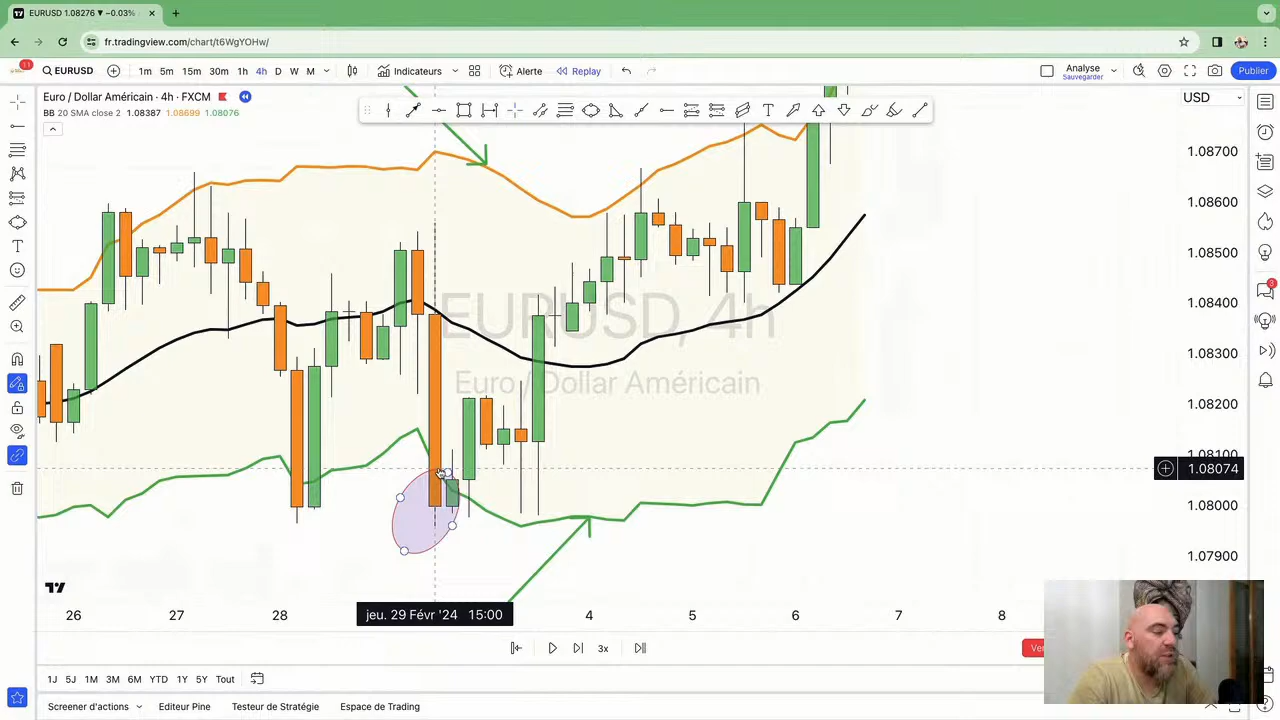 EURUSD 1.08276 ▼ −0.03%
fr.tradingview.com/chart/t6WgYOHw/
11
EURUSD
1m 5m 15m 30m 1h 4h D W M
Indicateurs
Alerte
Replay
Analyse
Sauvegarder
Publier
Euro / Dollar Américain · 4h · FXCM
BB 20 SMA close 2 1.08387 1.08699 1.08076
USD
1.08700
1.08600
1.08500
1.08400
1.08300
1.08200
1.08074
1.08000
1.07900
EURUSD, 4h
Euro / Dollar Américain
3
26 27 28 jeu. 29 Févr '24 15:00 4 5 6 7 8
3x
1J 5J 1M 3M 6M YTD 1Y 5Y Tout
Screener d'actions Editeur Pine Testeur de Stratégie Espace de Trading